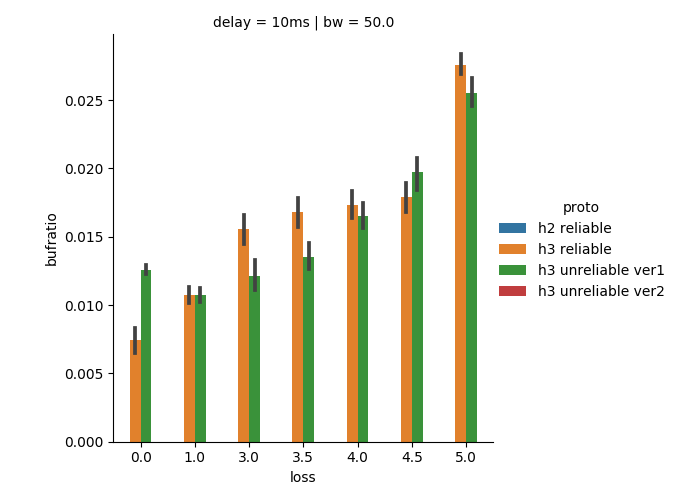 delay = 10ms | bw = 50.0
0.025
0.020
0.015
0.010
0.005
0.000
bufratio
0.0 1.0 3.0 3.5 4.0 4.5 5.0
loss
proto
h2 reliable
h3 reliable
h3 unreliable ver1
h3 unreliable ver2